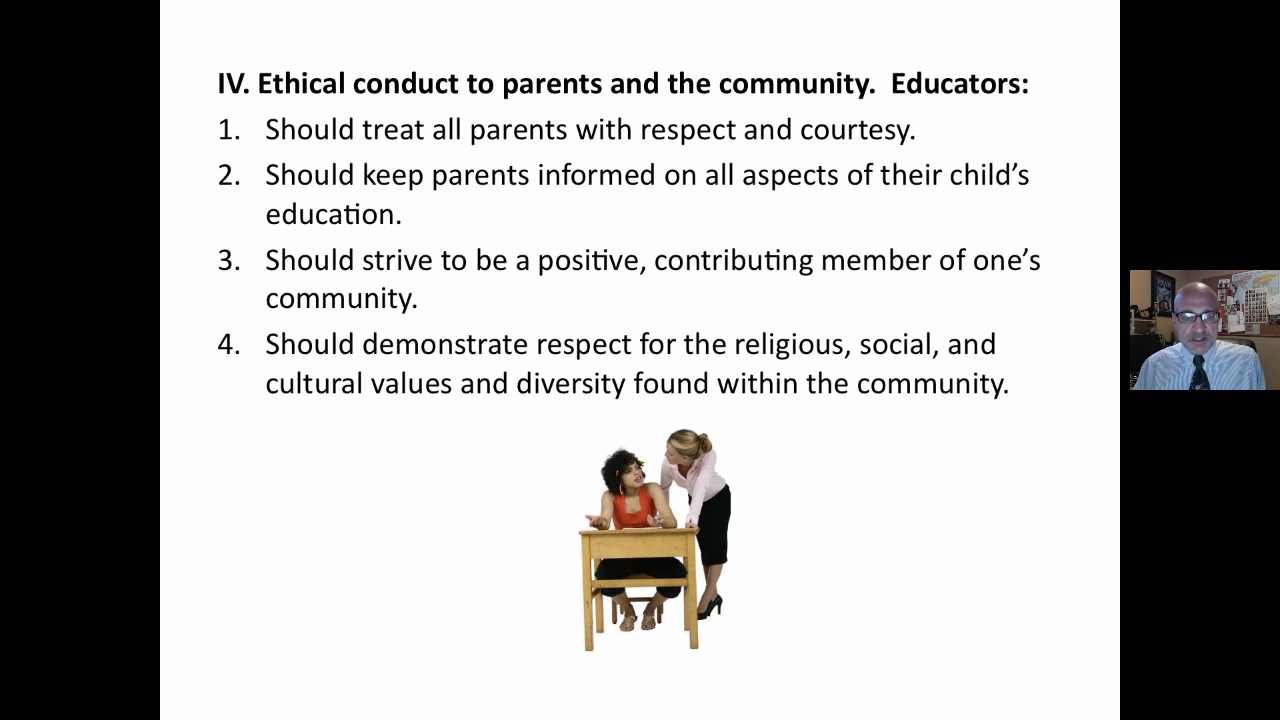 IV. Ethical conduct to parents and the community.  Educators:
1. Should treat all parents with respect and courtesy.
2. Should keep parents informed on all aspects of their child’s
education.
3. Should strive to be a positive, contributing member of one’s
community.
4. Should demonstrate respect for the religious, social, and
cultural values and diversity found within the community.